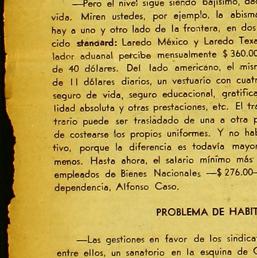 —Pero el nivel sigue siendo bajísimo, dad
vida. Miren ustedes, por ejemplo, la abisma
hay a uno y otro lado de la frontera, en dos
cido standard: Laredo México y Laredo Texa
lador aduanal percibe mensualmente $ 360.00
de 40 dólares. Del lado americano, el mism
de 11 dólares diarios, un vestuario con cuatr
seguro de vida, seguro educacional, gratifica
lidad absoluta y otras prestaciones, etc. El tra
trario puede ser trasladado de una a otra p
de costearse los propios uniformes. Y no hab
tivo, porque la diferencia es todavía mayor
menos. Hasta ahora, el salario mínimo más
empleados de Bienes Nacionales —$ 276.00—
dependencia, Alfonso Caso.
PROBLEMA DE HABIT
—Las gestiones en favor de los sindica
entre ellos, un sanatorio en la esquina de